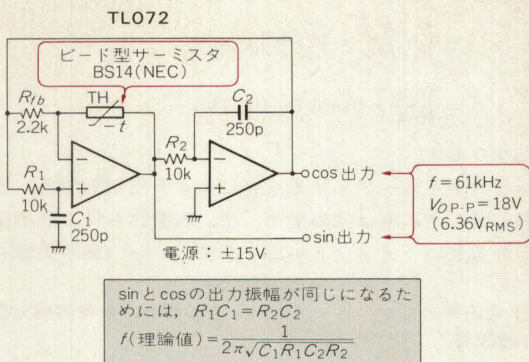 TL072
ビード型サーミスタ
BS14(NEC)
Rfb
2.2k
TH
−t
C2
250p
R2
10k
R1
10k
C1
250p
−
+
−
+
cos出力
sin出力
f=61kHz
VOP-P=18V
(6.36VRMS)
電源:±15V
sinとcosの出力振幅が同じになるた
めには,R1C1=R2C2
f(理論値)=1/2π√C1R1C2R2